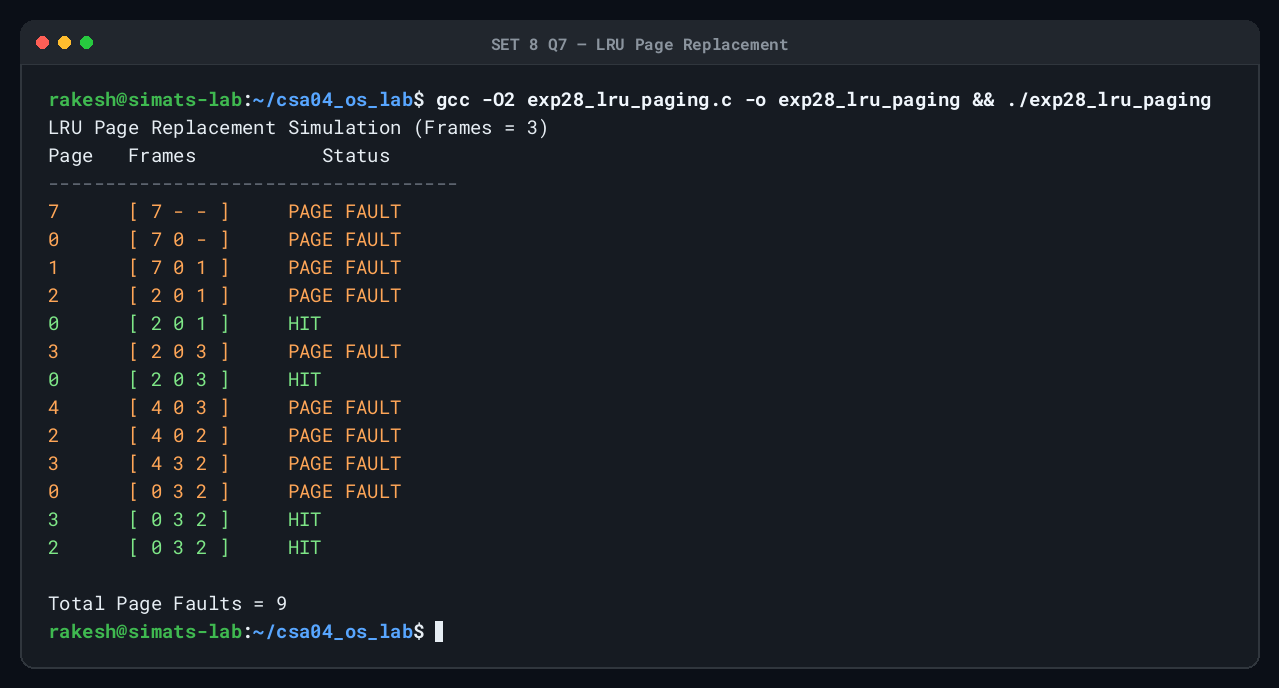 SET 8 Q7 — LRU Page Replacement
rakesh@simats-lab:~/csa04_os_lab$ gcc -O2 exp28_lru_paging.c -o exp28_lru_paging && ./exp28_lru_paging
LRU Page Replacement Simulation (Frames = 3)
Page   Frames           Status
------------------------------------
7      [ 7 - - ]     PAGE FAULT
0      [ 7 0 - ]     PAGE FAULT
1      [ 7 0 1 ]     PAGE FAULT
2      [ 2 0 1 ]     PAGE FAULT
0      [ 2 0 1 ]     HIT
3      [ 2 0 3 ]     PAGE FAULT
0      [ 2 0 3 ]     HIT
4      [ 4 0 3 ]     PAGE FAULT
2      [ 4 0 2 ]     PAGE FAULT
3      [ 4 3 2 ]     PAGE FAULT
0      [ 0 3 2 ]     PAGE FAULT
3      [ 0 3 2 ]     HIT
2      [ 0 3 2 ]     HIT
Total Page Faults = 9
rakesh@simats-lab:~/csa04_os_lab$